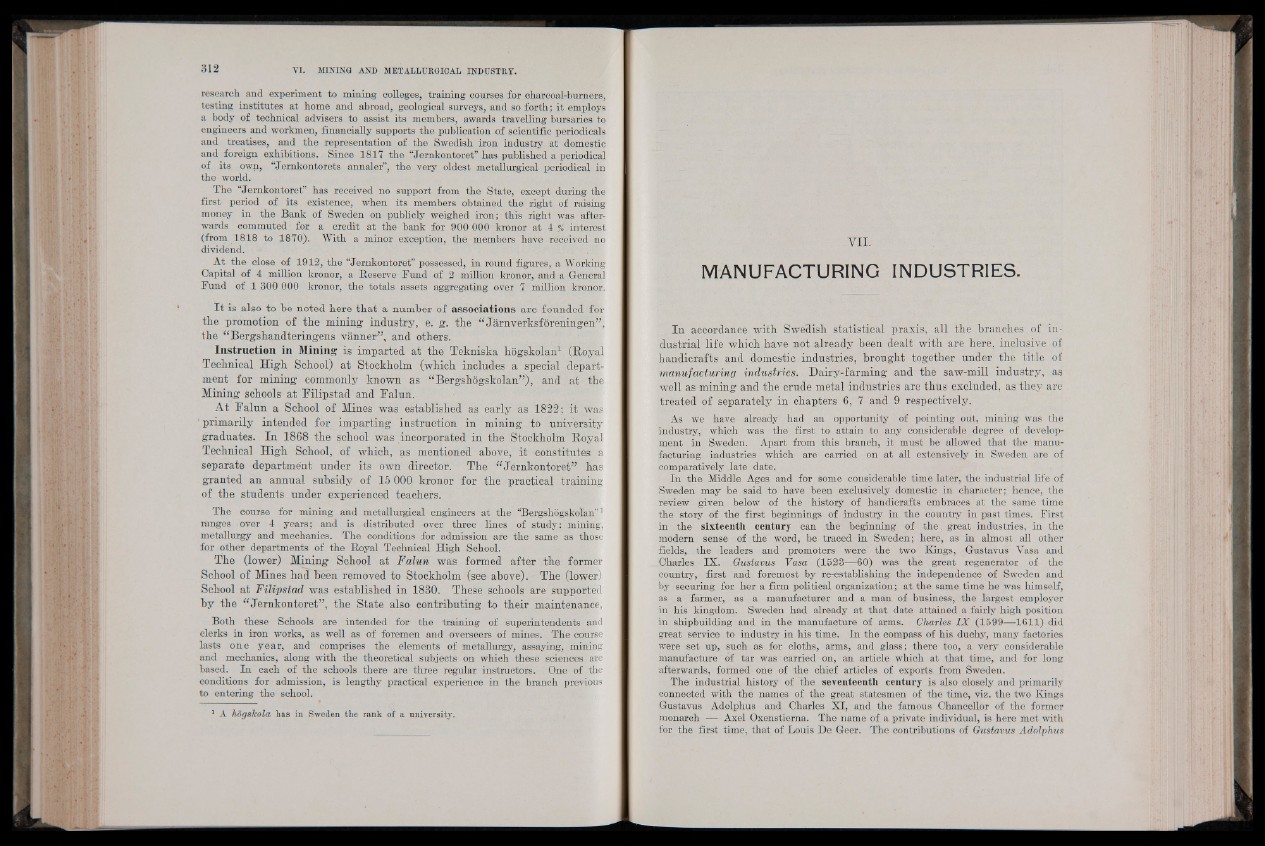 312 VI. MINING AND METALLURGICAL INDUSTRY.
research and experiment to mining colleges, training courses for charcoal-burners,
testing institutes at home and abroad, geological surveys, and so forth; it employs
a body of technical advisers to assist its members, awards travelling bursaries to
engineers and workmen, financially supports the publication of scientific periodicals
and treatises, and the representation of the Swedish iron industry at domestic
and foreign exhibitions. Since 1817 the “Jernkontoret” has published a periodical
of its own, “Jernkontorets annaler”, the very oldest metallurgical periodical in
the world.
The “Jernkontoret” has received no support from the State, except during the
first period of its existence, when its members obtained the right of raising
money in the Bank of Sweden on publicly weighed iron; this right was after-
wards commuted for a credit at the bank for 900 000 kronor at 4 % interest
(from 1818 to 1870). With a minor exception, the members have received no
dividend.
At the close of 1912, the “Jernkontoret” possessed, in round figures, a Working
Capital of 4 million kronor, a Reserve Fund of 2 million kronor, and a General
Fund of 1 300 000 kronor, the totals assets aggregating over 7 million kronor.
It is also to be noted here that a number of associations are founded for
the promotion of the mining industry, e. g. the “Järnverksföreningen”,
the “Bergshandteringens vänner”, and others.
Instruction in Mining is imparted at the Tekniska högskolan¹ (Royal
Technical High School) at Stockholm (which includes a special depart-
ment for mining commonly known as “Bergshögskolan”), and at the
Mining schools at Filipstad and Falun.
At Falun a School of Mines was established as early as 1822; it was
primarily intended for imparting instruction in mining to university
graduates. In 1868 the school was incorporated in the Stockholm Royal
Technical High School, of which, as mentioned above, it constitutes a
separate department under its own director. The “Jernkontoret” has
granted an annual subsidy of 15 000 kronor for the practical training
of the students under experienced teachers.
The course for mining and metallurgical engineers at the “Bergshögskolan”¹
ranges over 4 years; and is distributed over three lines of study: mining,
metallurgy and mechanics. The conditions for admission are the same as those
for other departments of the Royal Technical High School.
The (lower) Mining School at Falun was formed after the former
School of Mines had been removed to Stockholm (see above). The (lower)
School at Filipstad was established in 1830. These schools are supported
by the “Jernkontoret”, the State also contributing to their maintenance.
Both these Schools are intended for the training of superintendents and
clerks in iron works, as well as of foremen and overseers of mines. The course
lasts one year, and comprises the elements of metallurgy, assaying, mining
and mechanics, along with the theoretical subjects on which these sciences are
based. In each of the schools there are three regular instructors. One of the
conditions for admission, is lengthy practical experience in the branch previous
to entering the school.
¹ A högskola has in Sweden the rank of a university.
VII.
MANUFACTURING INDUSTRIES.
In accordance with Swedish statistical praxis, all the branches of in-
dustrial life which have not already been dealt with are here, inclusive of
handicrafts and domestic industries, brought together under the title of
manufacturing industries. Dairy-farming and the saw-mill industry, as
well as mining and the crude metal industries are thus excluded, as they are
treated of separately in chapters 6, 7 and 9 respectively.
As we have already had an opportunity of pointing out, mining was the
industry, which was the first to attain to any considerable degree of develop-
ment in Sweden. Apart from this branch, it must be allowed that the manu-
facturing industries which are carried on at all extensively in Sweden are of
comparatively late date.
In the Middle Ages and for some considerable time later, the industrial life of
Sweden may be said to have been exclusively domestic in character; hence, the
review given below of the history of handicrafts embraces at the same time
the story of the first beginnings of industry in the country in past times. First
in the sixteenth century can the beginning of the great industries, in the
modern sense of the word, be traced in Sweden; here, as in almost all other
fields, the leaders and promoters were the two Kings, Gustavus Vasa and
Charles IX. Gustavus Vasa (1523—60) was the great regenerator of the
country, first and foremost by re-establishing the independence of Sweden and
by securing for her a firm political organization; at the same time he was himself,
as a farmer, as a manufacturer and a man of business, the largest employer
in his kingdom. Sweden had already at that date attained a fairly high position
in shipbuilding and in the manufacture of arms. Charles IX (1599—1611) did
great service to industry in his time. In the compass of his duchy, many factories
were set up, such as for cloths, arms, and glass; there too, a very considerable
manufacture of tar was carried on, an article which at that time, and for long
afterwards, formed one of the chief articles of exports from Sweden.
The industrial history of the seventeenth century is also closely and primarily
connected with the names of the great statesmen of the time, viz. the two Kings
Gustavus Adolphus and Charles XI, and the famous Chancellor of the former
monarch — Axel Oxenstierna. The name of a private individual, is here met with
for the first time, that of Louis De Geer. The contributions of Gustavus Adolphus